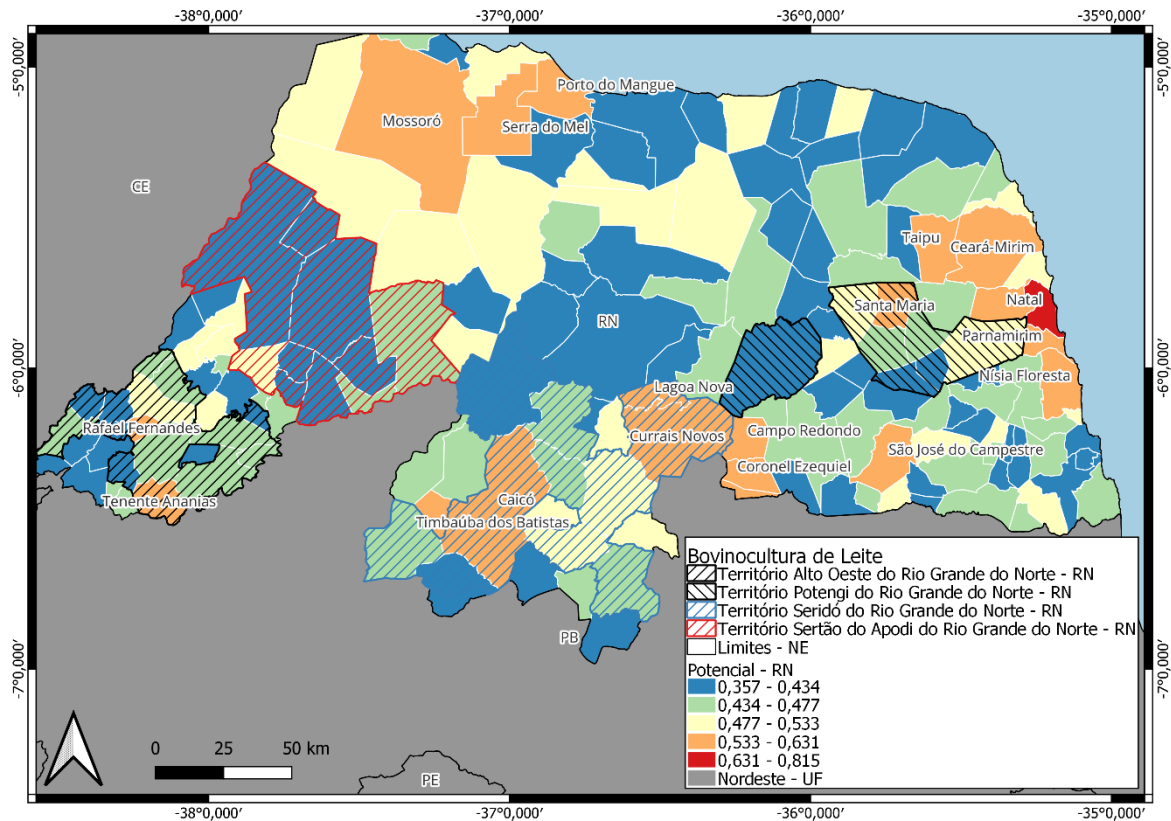 -38°0,000′ -37°0,000′ -36°0,000′ -35°0,000′
-5°0,000′ -5°0,000′
Porto do Mangue
Mossoró
Serra do Mel
CE
Taipu
Ceará-Mirim
Santa Maria
Natal
RN
Parnamirim
-6°0,000′ -6°0,000′
Nísia Floresta
Lagoa Nova
Rafael Fernandes
Campo Redondo
Currais Novos
São José do Campestre
Coronel Ezequiel
Tenente Ananias
Caicó
Timbaúba dos Batistas
PB
Bovinocultura de Leite
Território Alto Oeste do Rio Grande do Norte - RN
Território Potengi do Rio Grande do Norte - RN
Território Seridó do Rio Grande do Norte - RN
Território Sertão do Apodi do Rio Grande do Norte - RN
Limites - NE
Potencial - RN
0,357 - 0,434
0,434 - 0,477
0,477 - 0,533
0,533 - 0,631
0,631 - 0,815
Nordeste - UF
-7°0,000′ -7°0,000′
0 25 50 km
PE
-38°0,000′ -37°0,000′ -36°0,000′ -35°0,000′